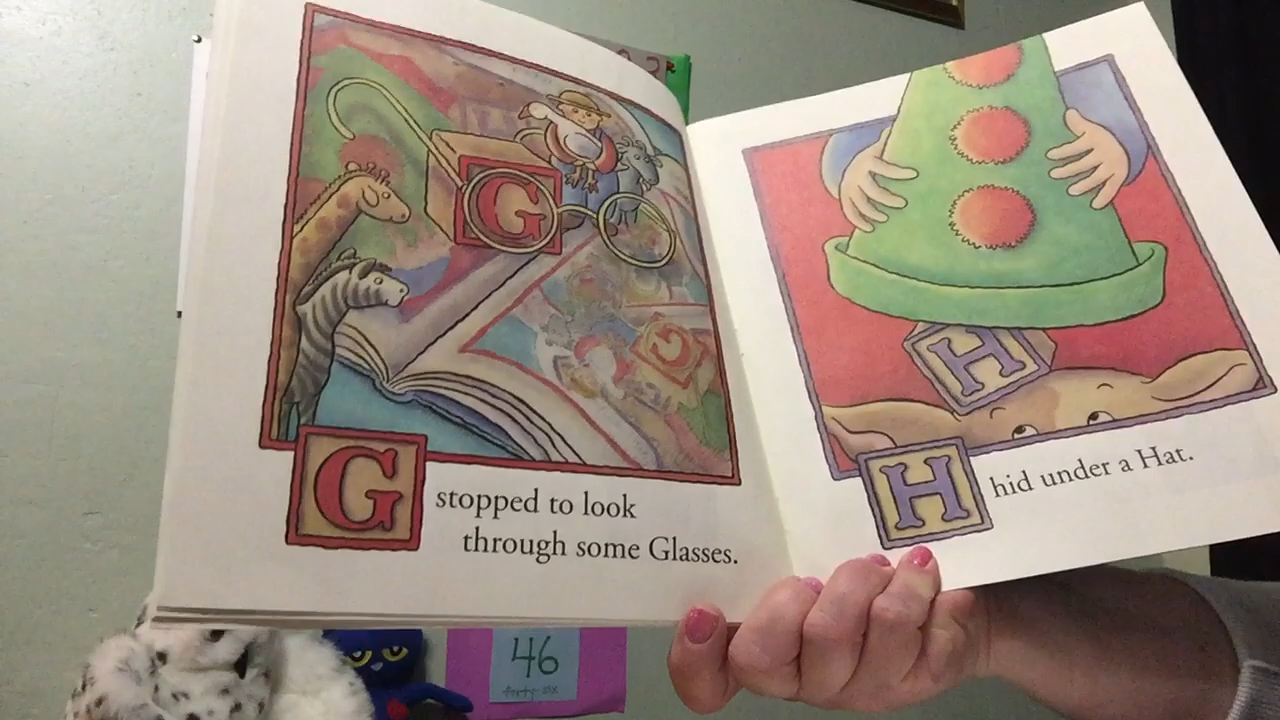 G
G stopped to look
through some Glasses.
H
H hid under a Hat.
46
forty-six